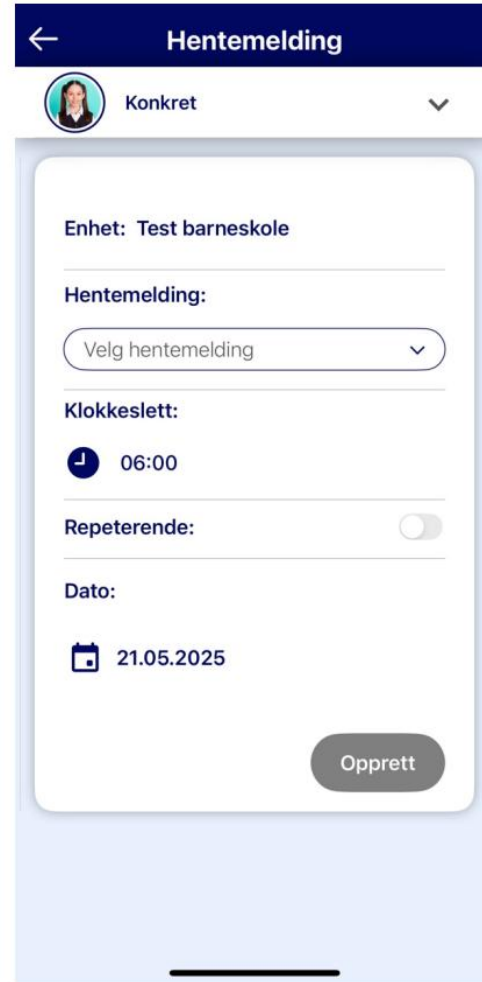 Hentemelding
Konkret
Enhet: Test barneskole
Hentemelding:
Velg hentemelding
Klokkeslett:
06:00
Repeterende:
Dato:
21.05.2025
Opprett